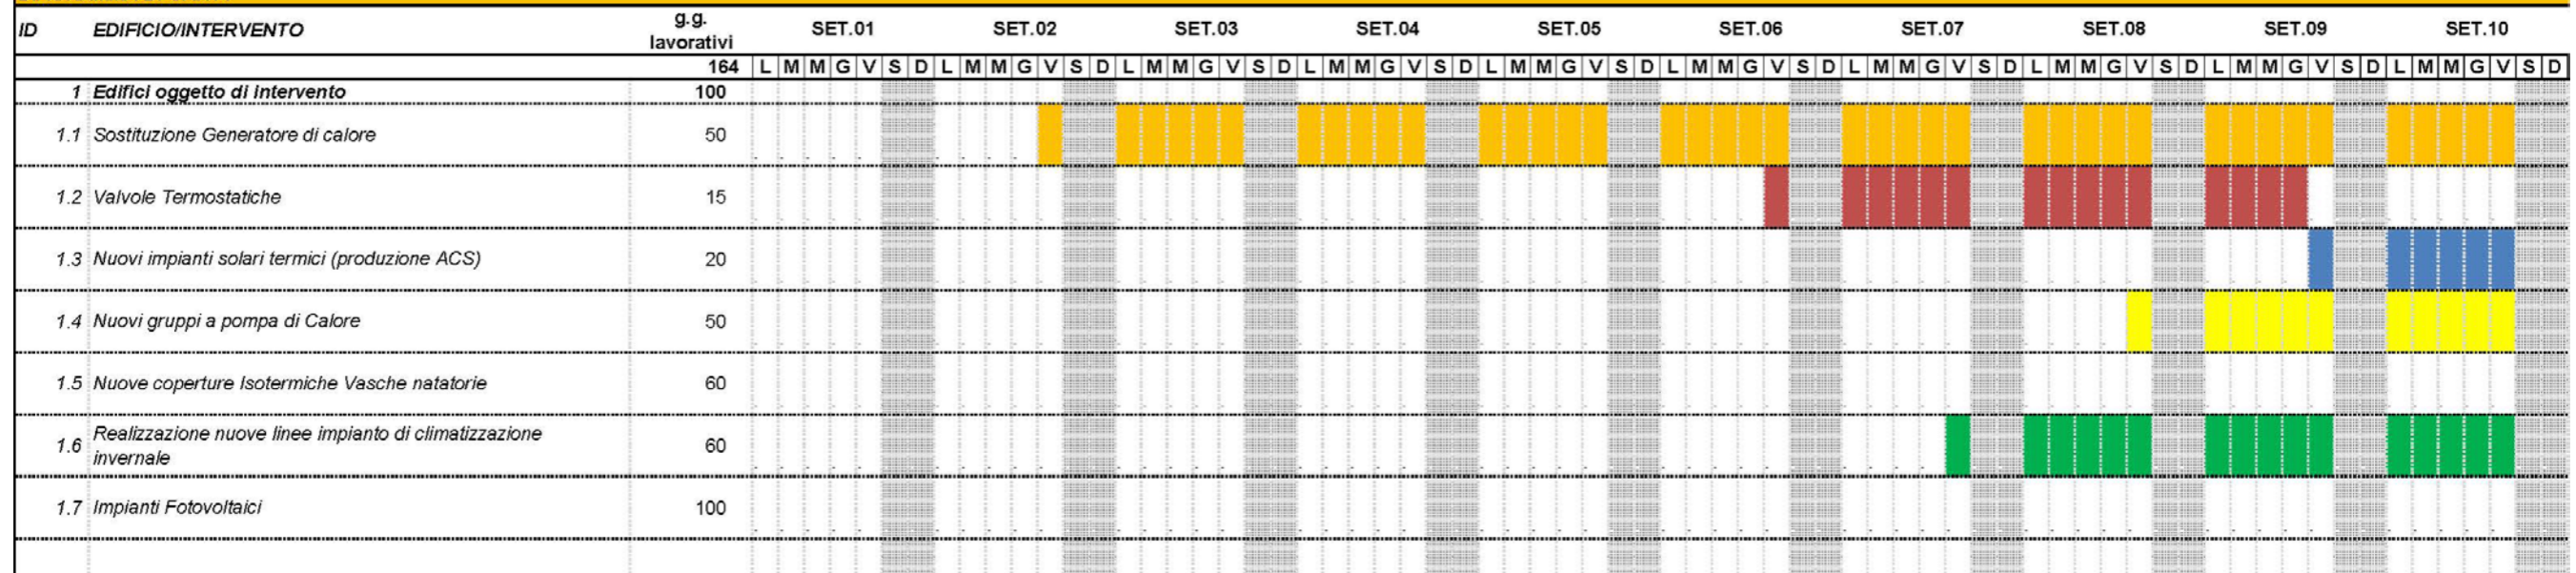 ID EDIFICIO/INTERVENTO g.g. lavorativi SET.01 SET.02 SET.03 SET.04 SET.05 SET.06 SET.07 SET.08 SET.09 SET.10
164 L M M G V S D L M M G V S D L M M G V S D L M M G V S D L M M G V S D L M M G V S D L M M G V S D L M M G V S D L M M G V S D L M M G V S D
1 Edifici oggetto di intervento 100
1.1 Sostituzione Generatore di calore 50
1.2 Valvole Termostatiche 15
1.3 Nuovi impianti solari termici (produzione ACS) 20
1.4 Nuovi gruppi a pompa di Calore 50
1.5 Nuove coperture Isotermiche Vasche natatorie 60
1.6 Realizzazione nuove linee impianto di climatizzazione
invernale 60
1.7 Impianti Fotovoltaici 100